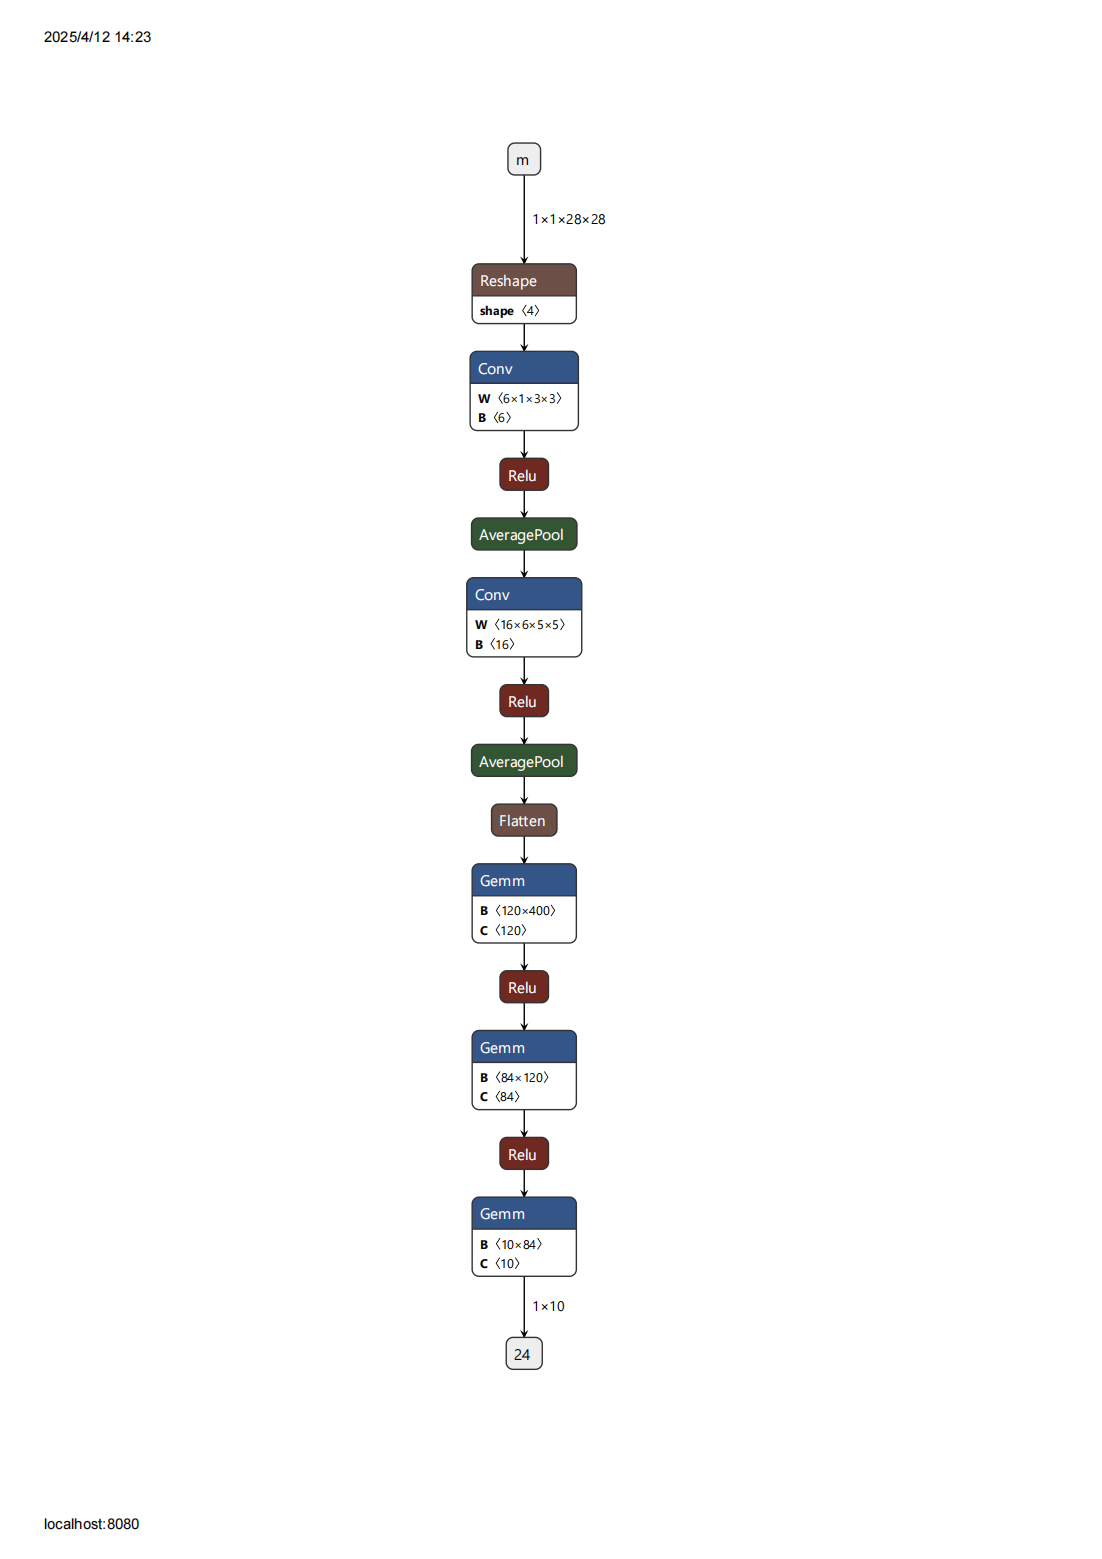 2025/4/12 14:23
m
1×1×28×28
Reshape
shape 〈4〉
Conv
W 〈6×1×3×3〉
B 〈6〉
Relu
AveragePool
Conv
W 〈16×6×5×5〉
B 〈16〉
Relu
AveragePool
Flatten
Gemm
B 〈120×400〉
C 〈120〉
Relu
Gemm
B 〈84×120〉
C 〈84〉
Relu
Gemm
B 〈10×84〉
C 〈10〉
1×10
24
localhost:8080